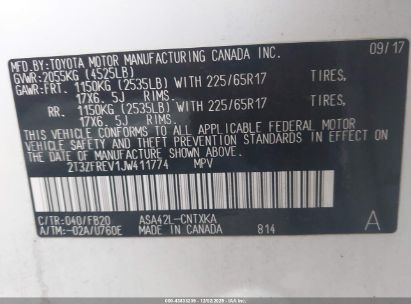 MFD.BY:TOYOTA MOTOR MANUFACTURING CANADA INC. 09/17
GVWR:2055KG (4525LB)
GAWR:FRT. 1150KG (2535LB) WITH 225/65R17 TIRES,
17X6.5J RIMS
RR. 1150KG (2535LB) WITH 225/65R17 TIRES,
17X6.5J RIMS
THIS VEHICLE CONFORMS TO ALL APPLICABLE FEDERAL MOTOR
VEHICLE SAFETY, BUMPER, AND THEFT PREVENTION STANDARDS IN EFFECT
ON THE DATE OF MANUFACTURE SHOWN ABOVE.
2T3ZFREV1JW411774 MPV
C/TR:040/FB20 ASA42L-CNTXKA A
A/TM:-02A/U760E 814